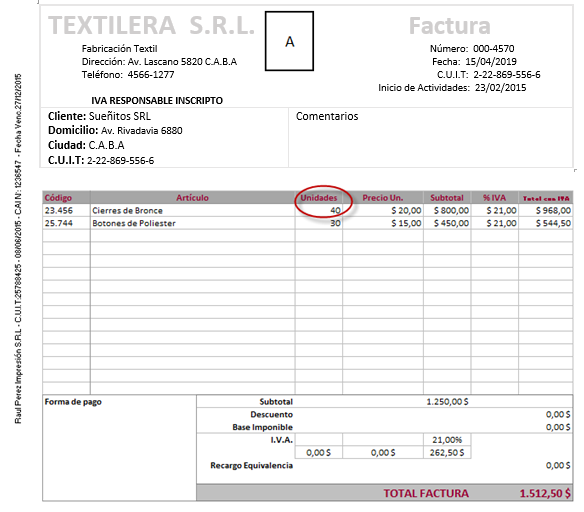 TEXTILERA S.R.L.
A
Factura
Fabricación Textil
Dirección: Av. Lascano 5820 C.A.B.A
Teléfono: 4566-1277
Número: 000-4570
Fecha: 15/04/2019
C.U.I.T: 2-22-869-556-6
Inicio de Actividades: 23/02/2015
IVA RESPONSABLE INSCRIPTO
Cliente: Sueñitos SRL
Domicilio: Av. Rivadavia 6880
Ciudad: C.A.B.A
C.U.I.T: 2-22-869-556-6
Comentarios
Código Artículo Unidades Precio Un. Subtotal % IVA Total con IVA
23.456 Cierres de Bronce 40 $ 20,00 $ 800,00 $ 21,00 $ 968,00
25.744 Botones de Poliester 30 $ 15,00 $ 450,00 $ 21,00 $ 544,50
Forma de pago
Subtotal 1.250,00 $
Descuento 0,00 $
Base Imponible 0,00 $
I.V.A. 21,00%
0,00 $ 0,00 $ 262,50 $
Recargo Equivalencia 0,00 $
TOTAL FACTURA 1.512,50 $
Raul Perez Impresión S.R.L - C.U.I.T:25788425 - 08/06/2015 - CAI N: 1236547 - Fecha Venc.27/12/2015